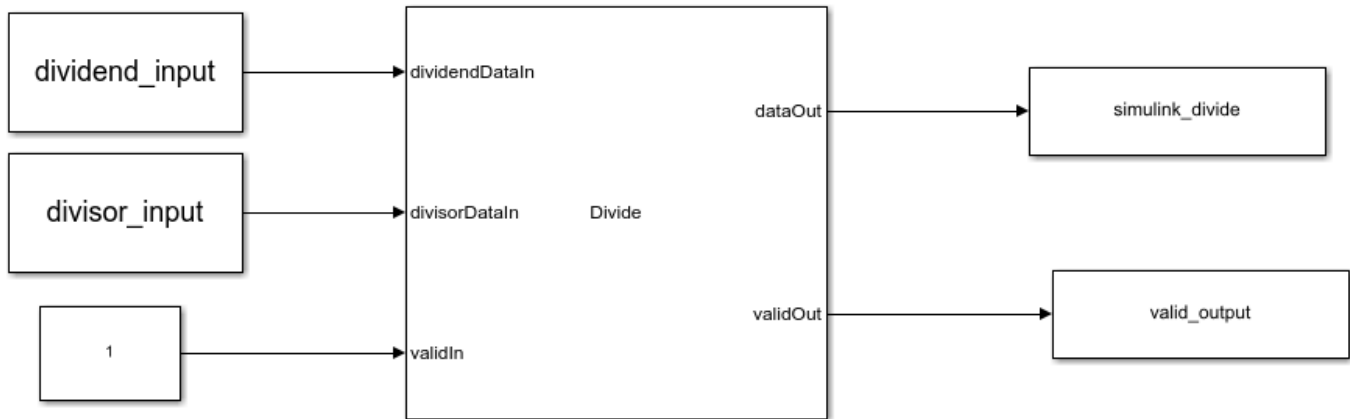 dividend_input
dividendDataIn
dataOut
simulink_divide
divisor_input
divisorDataIn
Divide
validOut
valid_output
1
validIn